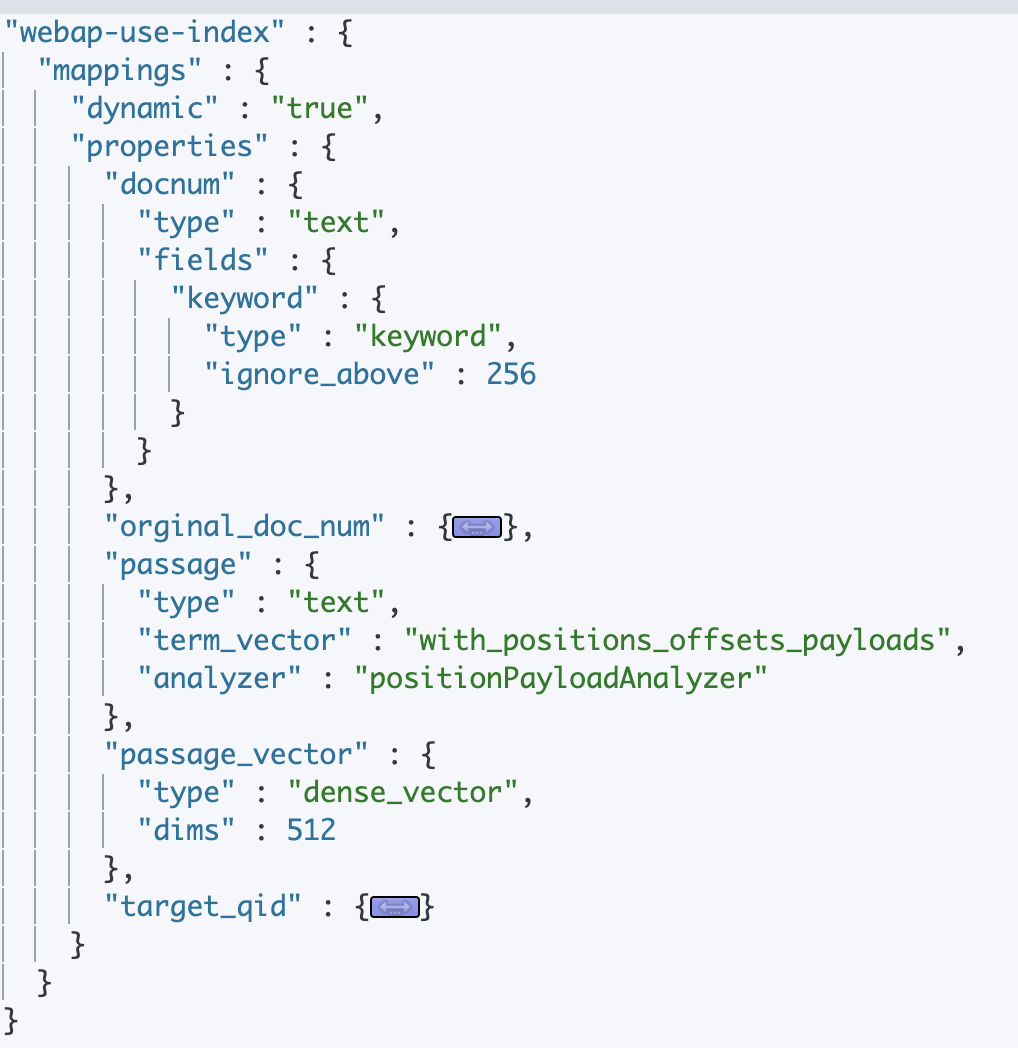 "webap-use-index" : {
"mappings" : {
"dynamic" : "true",
"properties" : {
"docnum" : {
"type" : "text",
"fields" : {
"keyword" : {
"type" : "keyword",
"ignore_above" : 256
}
}
},
"orginal_doc_num" : {},
"passage" : {
"type" : "text",
"term_vector" : "with_positions_offsets_payloads",
"analyzer" : "positionPayloadAnalyzer"
},
"passage_vector" : {
"type" : "dense_vector",
"dims" : 512
},
"target_qid" : {}
}
}
}